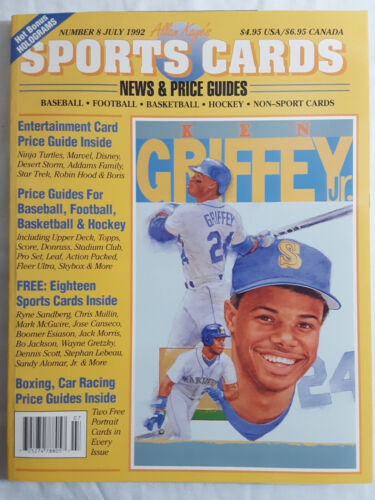 Hot Bonus
HOLOGRAMS
NUMBER 8 JULY 1992
Allan Kaye's
$4.95 USA/$6.95 CANADA
SPORTS CARDS
NEWS & PRICE GUIDES
BASEBALL • FOOTBALL • BASKETBALL • HOCKEY • NON-SPORT CARDS
Entertainment Card
Price Guide Inside
Ninja Turtles, Marvel, Disney,
Desert Storm, Addams Family,
Star Trek, Robin Hood & Boris
Price Guides For
Baseball, Football,
Basketball & Hockey
Including Upper Deck, Topps,
Score, Donruss, Stadium Club,
Pro Set, Leaf, Action Packed,
Fleer Ultra, Skybox & More
FREE: Eighteen
Sports Cards Inside
Ryne Sandberg, Chris Mullin,
Mark McGwire, Jose Canseco,
Boomer Esiason, Jack Morris,
Bo Jackson, Wayne Gretzky,
Dennis Scott, Stephan Lebeau,
Sandy Alomar, Jr. & More
Boxing, Car Racing
Price Guides Inside
Two Free
Portrait
Cards in
Every
Issue
07
KEN
GRIFFEY Jr.
GRIFFEY
24
S
24